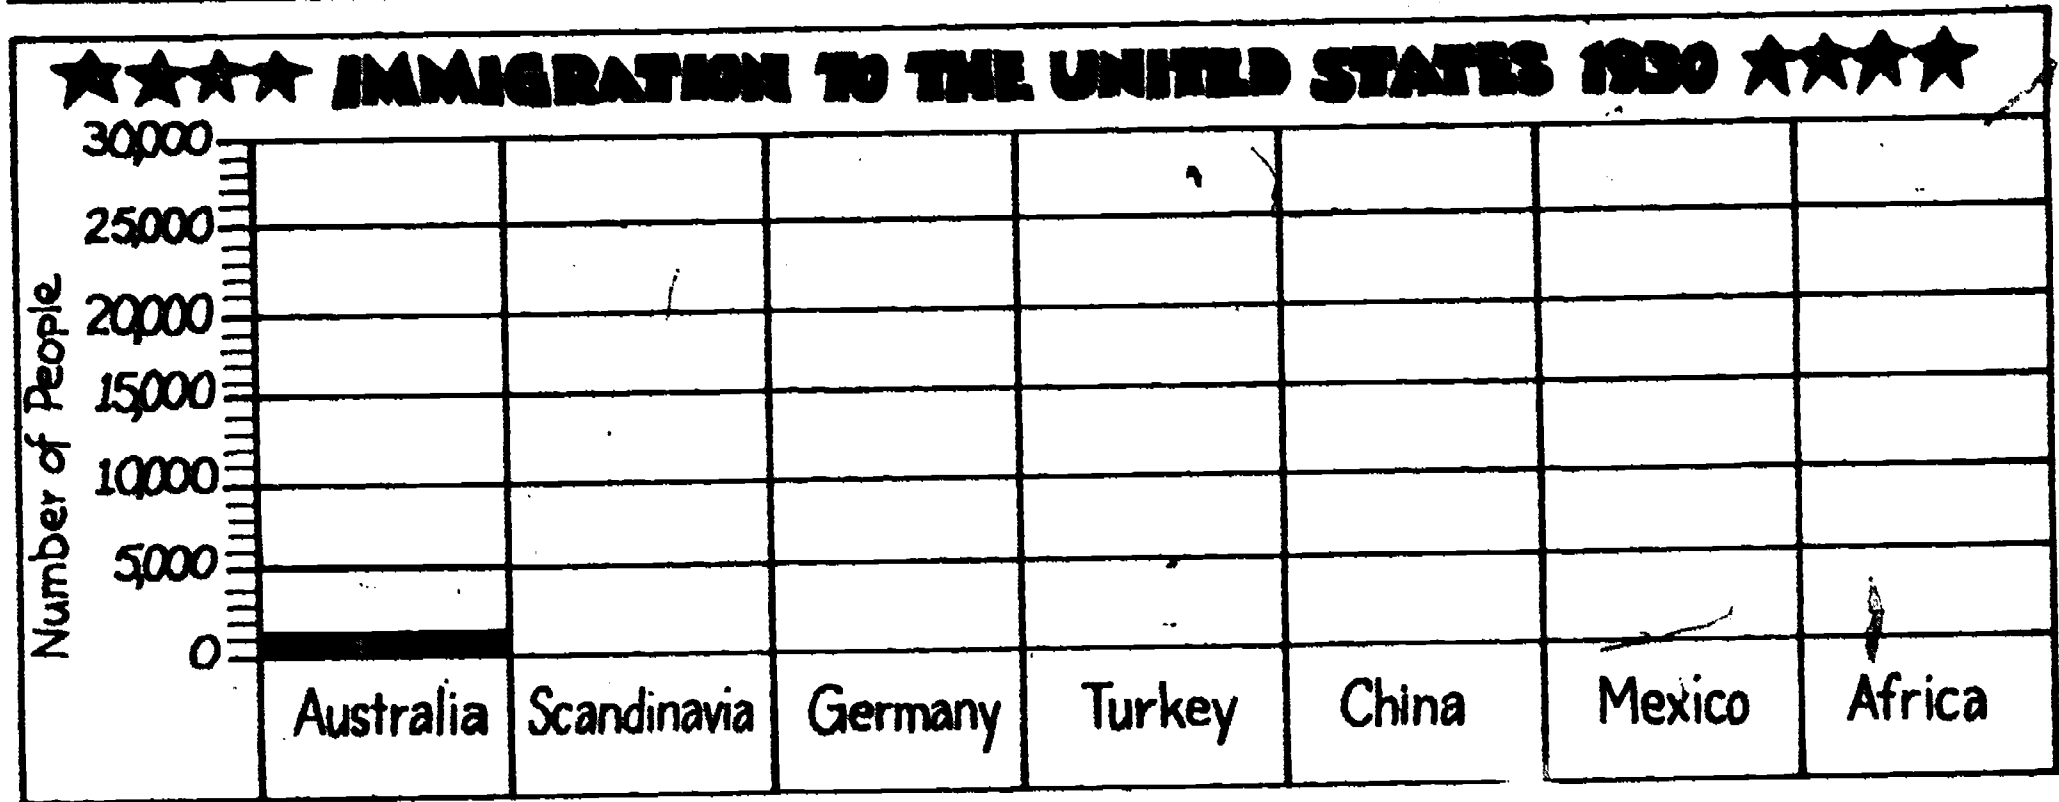 IMMIGRATION TO THE UNITED STATES 1930
30,000
25,000
20,000
15,000
10,000
5,000
0
Number of People
Australia Scandinavia Germany Turkey China Mexico Africa